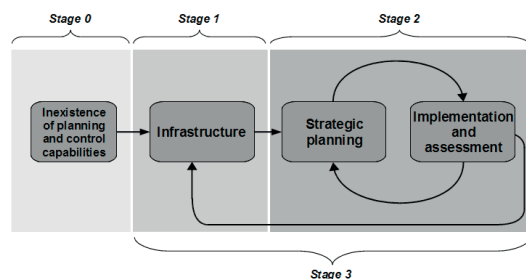 Stage 0
Stage 1
Stage 2
Inexistence
of planning
and control
capabilities
Infrastructure
Strategic
planning
Implementation
and
assessment
Stage 3